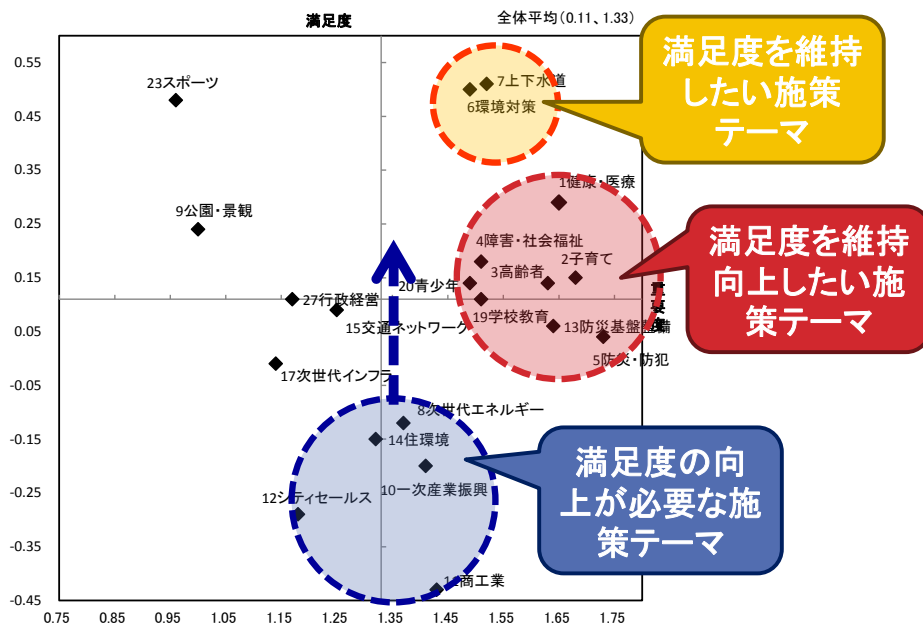 満足度
全体平均(0.11、1.33)
0.55
0.45
0.35
0.25
0.15
0.05
-0.05
-0.15
-0.25
-0.35
-0.45
23スポーツ
7上下水道
6環境対策
満足度を維持
したい施策
テーマ
9公園・景観
1健康・医療
4障害・社会福祉
3高齢者
2子育て
20青少年
満足度を維持
向上したい施
策テーマ
重要度
27行政経営
15交通ネットワーク
19学校教育
13防災基盤整備
5防災・防犯
17次世代インフラ
8次世代エネルギー
14住環境
10一次産業振興
12シティセールス
満足度の向
上が必要な施
策テーマ
11商工業
0.75
0.85
0.95
1.05
1.15
1.25
1.35
1.45
1.55
1.65
1.75